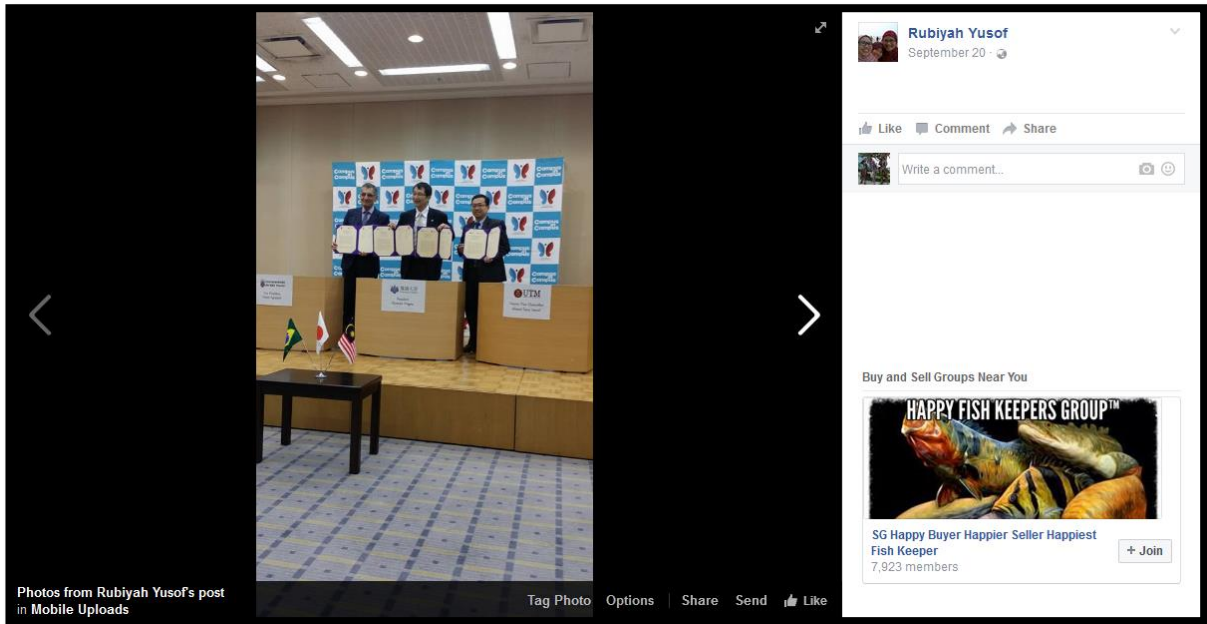 Rubiyah Yusof
September 20 ·
Like Comment Share
Write a comment...
Campus
in
Campus
UTM
Buy and Sell Groups Near You
HAPPY FISH KEEPERS GROUP™
SG Happy Buyer Happier Seller Happiest
Fish Keeper
+ Join
7,923 members
Photos from Rubiyah Yusof's post
in Mobile Uploads
Tag Photo Options Share Send Like